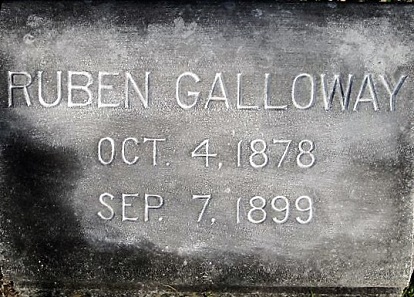 RUBEN GALLOWAY
OCT. 4, 1878
SEP. 7, 1899